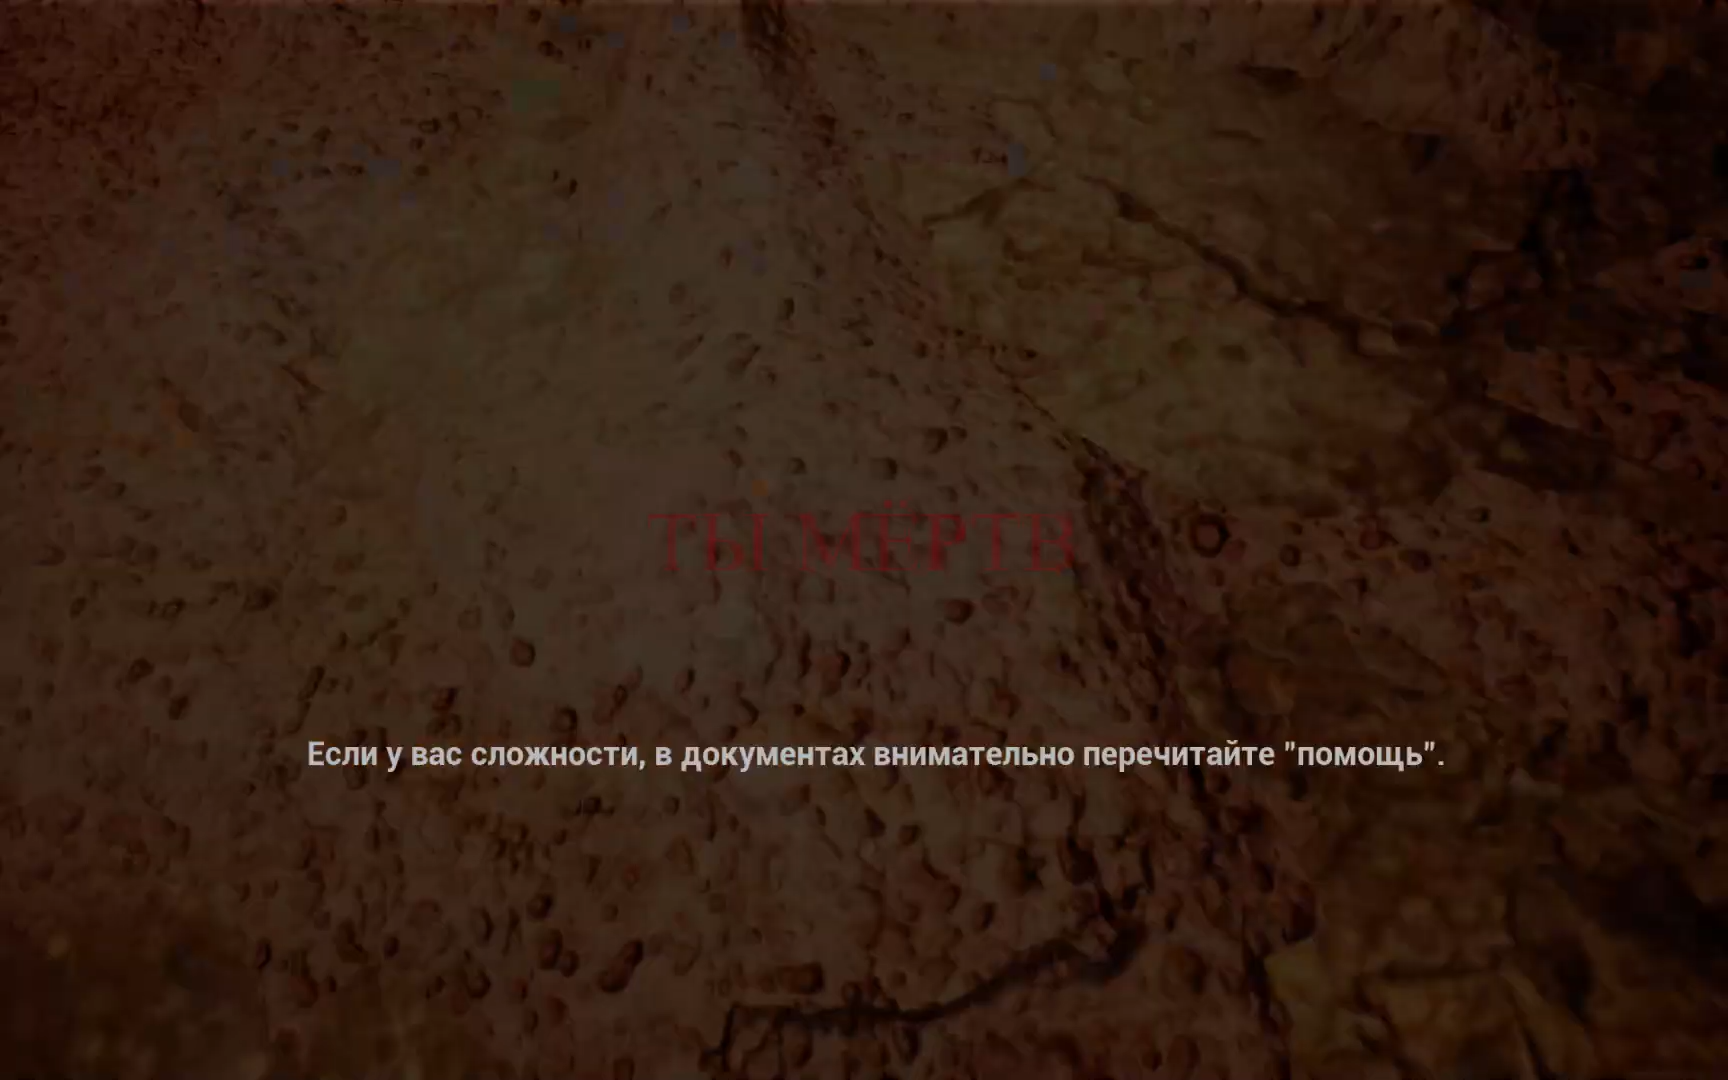 ТЫ МЁРТВ
Если у вас сложности, в документах внимательно перечитайте "помощь".